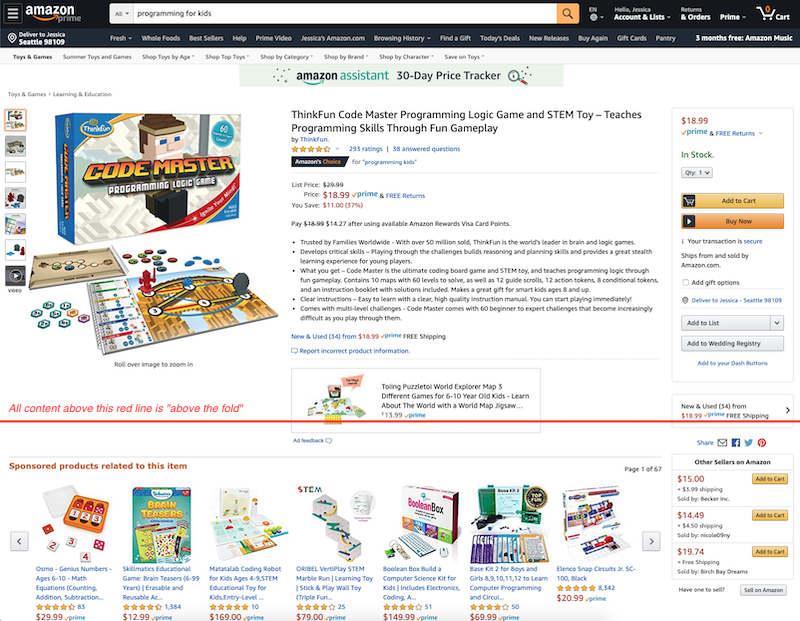 amazon prime
All
programming for kids
EN
Hello, Jessica
Account & Lists
Returns
& Orders
Prime
0
Cart
Deliver to Jessica
Seattle 98109
Fresh
Whole Foods
Best Sellers
Help
Prime Video
Jessica's Amazon.com
Browsing History
Find a Gift
Today's Deals
New Releases
Buy Again
Gift Cards
Pantry
3 months free: Amazon Music
Toys & Games
Summer Toys and Games
Shop Toys by Age
Shop Top Toys
Shop by Category
Shop by Brand
Shop by Character
Save on Toys
amazon assistant 30-Day Price Tracker
Toys & Games › Learning & Education
ThinkFun
60
CODE MASTER
PROGRAMMING LOGIC GAME
Ignite Your Mind!
CODE MASTER
VIDEO
Roll over image to zoom in
ThinkFun Code Master Programming Logic Game and STEM Toy – Teaches
Programming Skills Through Fun Gameplay
by ThinkFun.
293 ratings | 38 answered questions
Amazon's Choice for "programming kids"
List Price: $29.99
Price: $18.99 prime & FREE Returns
You Save: $11.00 (37%)
Pay $18.99 $14.27 after using available Amazon Rewards Visa Card Points.
• Trusted by Families Worldwide - With over 50 million sold, ThinkFun is the world's leader in brain and logic games.
• Develops critical skills – Playing through the challenges builds reasoning and planning skills and provides a great stealth
learning experience for young players.
• What you get – Code Master is the ultimate coding board game and STEM toy, and teaches programming logic through
fun gameplay. Contains 10 maps with 60 levels to solve, as well as 12 guide scrolls, 12 action tokens, 8 conditional tokens,
and an instruction booklet with solutions included. Makes a great gift for smart kids ages 8 and up.
• Clear instructions – Easy to learn with a clear, high quality instruction manual. You can start playing immediately!
• Comes with multi-level challenges - Code Master comes with 60 beginner to expert challenges that become increasingly
difficult as you play through them.
New & Used (34) from $18.99 prime FREE Shipping
Report incorrect product information.
Toiing Puzzletoi World Explorer Map 3
Different Games for 6-10 Year Old Kids - Learn
About The World with a World Map Jigsaw...
$13.99 prime
Ad feedback
$18.99
prime & FREE Returns
In Stock.
Qty: 1
Add to Cart
Buy Now
Your transaction is secure
Ships from and sold by
Amazon.com.
Add gift options
Deliver to Jessica - Seattle 98109
Add to List
Add to Wedding Registry
Add to your Dash Buttons
New & Used (34) from
$18.99 prime FREE Shipping
All content above this red line is "above the fold"
Share
Other Sellers on Amazon
$15.00
+ $3.99 shipping
Sold by: Becker Inc.
Add to Cart
$14.49
+ $4.50 shipping
Sold by: nicole09ny
Add to Cart
$19.74
+ Free Shipping
Sold by: Birch Bay Dreams
Add to Cart
Have one to sell?
Sell on Amazon
Sponsored products related to this item
Page 1 of 67
BRAIN
TEASERS
STEM
BooleanBox
Base Kit 2
TOP
FUN
Osmo - Genius Numbers –
Ages 6-10 - Math
Equations (Counting,
Addition, Subtraction...
83
$29.99 prime
Skillmatics Educational
Game: Brain Teasers (6-99
Years) | Erasable and
Reusable Ac...
1,384
$12.99 prime
Matatalab Coding Robot
for Kids Ages 4-9,STEM
Educational Toy for
Kids,Entry-Level ...
10
$169.00 prime
ORIBEL VertiPlay STEM
Marble Run | Learning Toy
| Stick & Play Wall Toy
(Triple Fun...
25
$79.00 prime
Boolean Box Build a
Computer Science Kit for
Kids | Includes Electronics,
Coding, A...
51
$149.99 prime
Base Kit 2 for Boys and
Girls 8,9,10,11,12 to Learn
Computer Programming
and Circui...
50
$69.99 prime
Elenco Snap Circuits Jr. SC-
100, Black
8,342
$20.99 prime